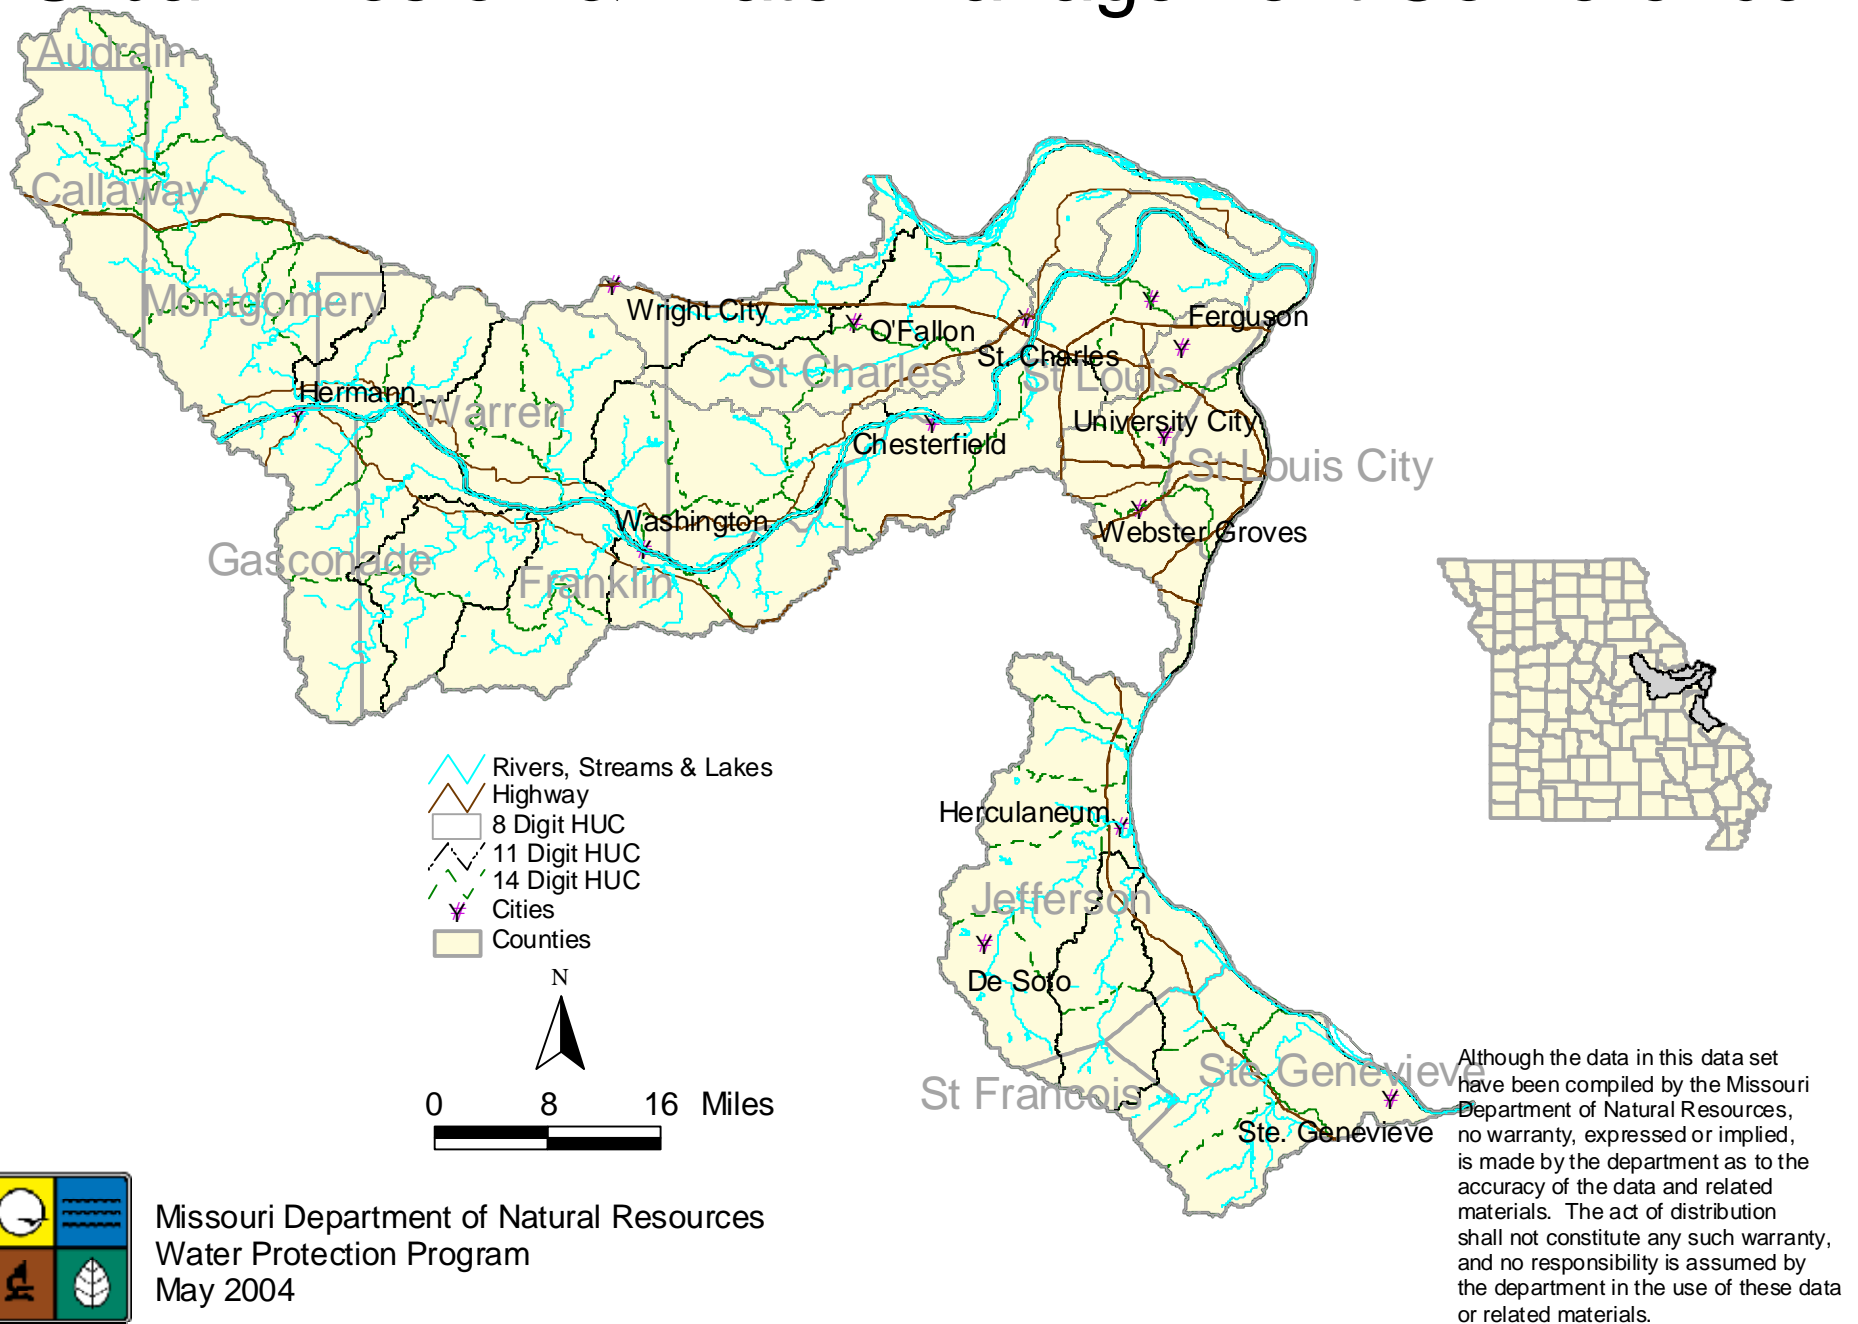 Audrain
Callaway
Montgomery
Wright City
O'Fallon
Ferguson
St Charles
St. Charles
St Louis
Hermann
Warren
University City
Chesterfield
St Louis City
Washington
Webster Groves
Gasconade
Franklin
Rivers, Streams & Lakes
Highway
8 Digit HUC
11 Digit HUC
14 Digit HUC
Cities
Counties
N
0 8 16 Miles
Herculaneum
Jefferson
De Soto
St Francois
Ste Genevieve
Ste. Genevieve
Although the data in this data set
have been compiled by the Missouri
Department of Natural Resources,
no warranty, expressed or implied,
is made by the department as to the
accuracy of the data and related
materials. The act of distribution
shall not constitute any such warranty,
and no responsibility is assumed by
the department in the use of these data
or related materials.
Missouri Department of Natural Resources
Water Protection Program
May 2004